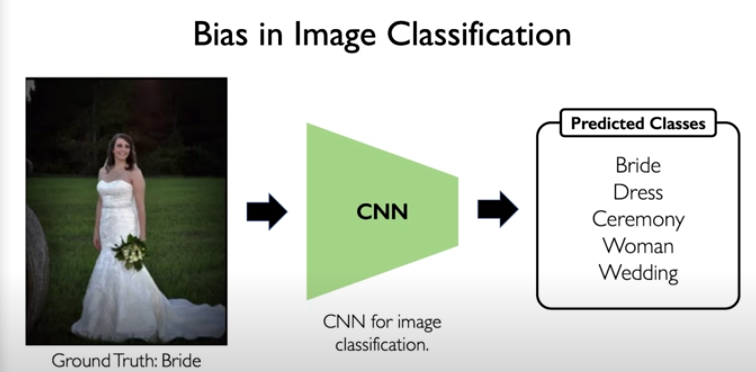 Bias in Image Classification
Predicted Classes
Bride
Dress
Ceremony
Woman
Wedding
CNN
CNN for image
classification.
Ground Truth: Bride